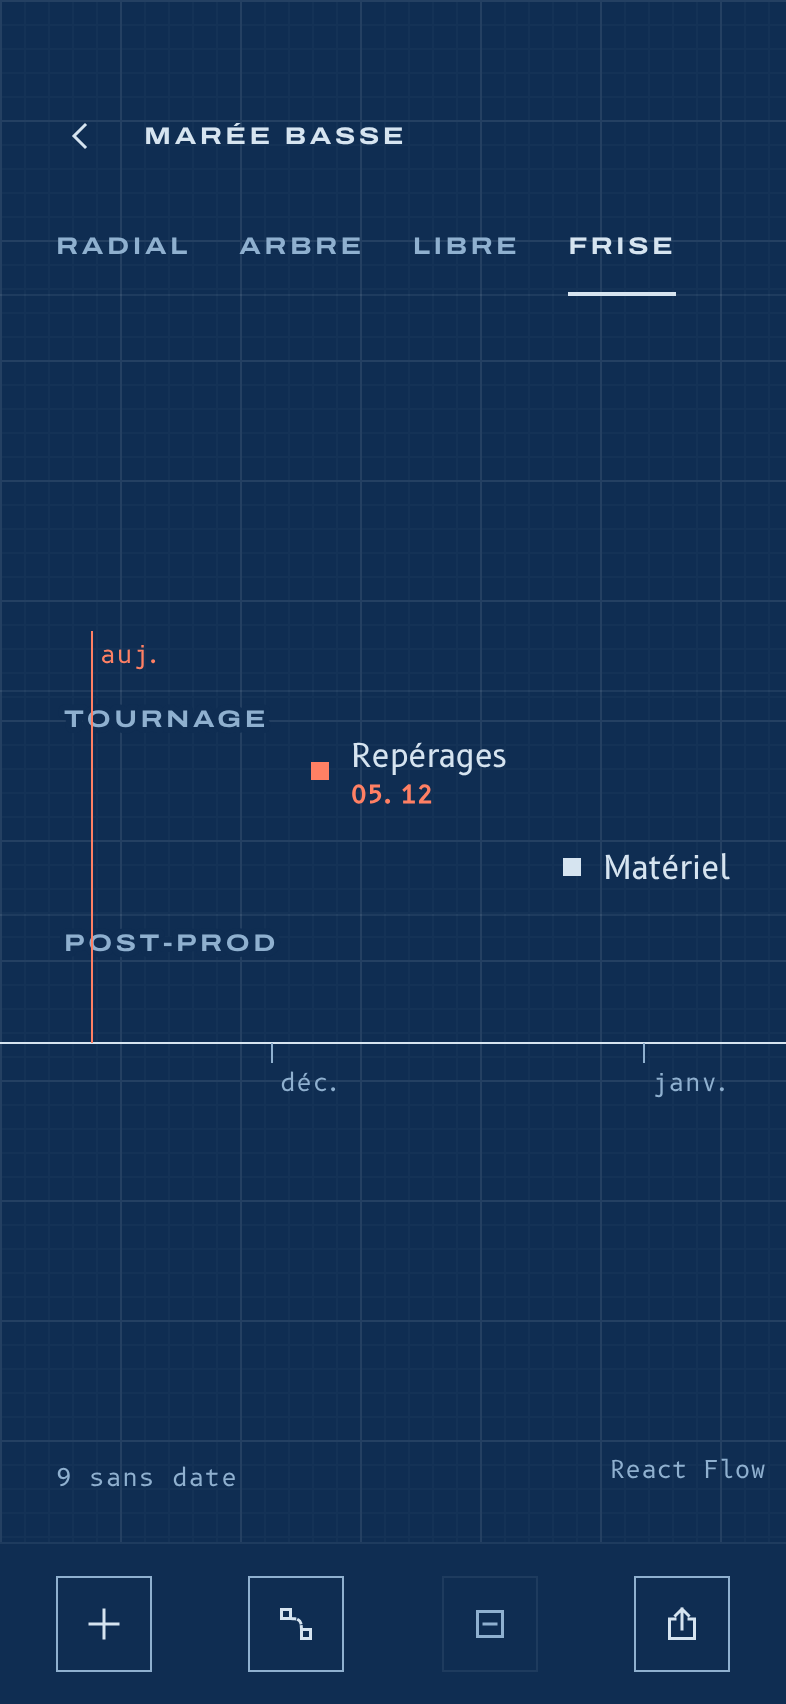 MARÉE BASSE
RADIAL ARBRE LIBRE FRISE
auj.
TOURNAGE
Repérages
05. 12
Matériel
POST-PROD
déc. janv.
9 sans date
React Flow